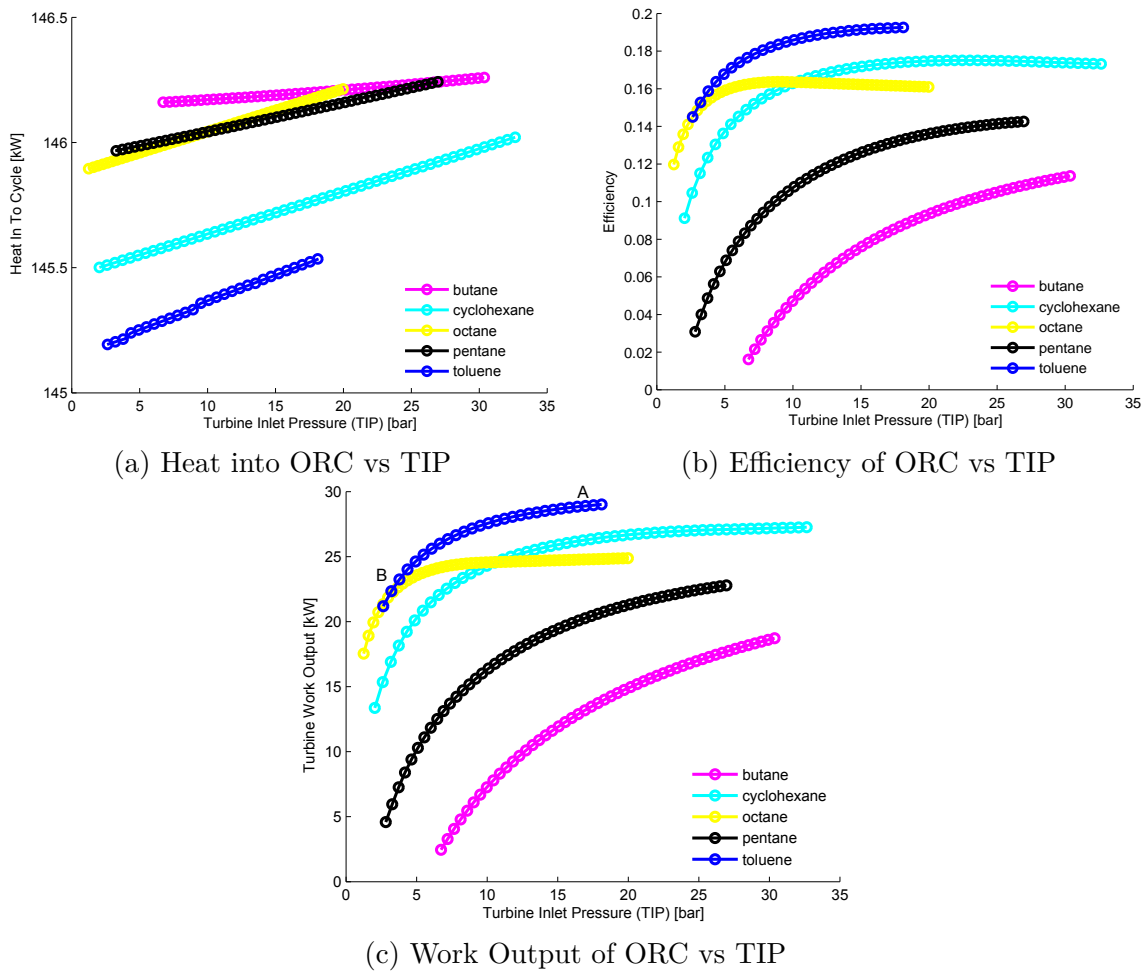 146.5
146
145.5
145
Heat In To Cycle [kW]
0 5 10 15 20 25 30 35
Turbine Inlet Pressure (TIP) [bar]
butane
cyclohexane
octane
pentane
toluene
(a) Heat into ORC vs TIP
0.2
0.18
0.16
0.14
0.12
0.1
0.08
0.06
0.04
0.02
0
Efficiency
0 5 10 15 20 25 30 35
Turbine Inlet Pressure (TIP) [bar]
butane
cyclohexane
octane
pentane
toluene
(b) Efficiency of ORC vs TIP
30
25
20
15
10
5
0
Turbine Work Output [kW]
A
B
0 5 10 15 20 25 30 35
Turbine Inlet Pressure (TIP) [bar]
butane
cyclohexane
octane
pentane
toluene
(c) Work Output of ORC vs TIP